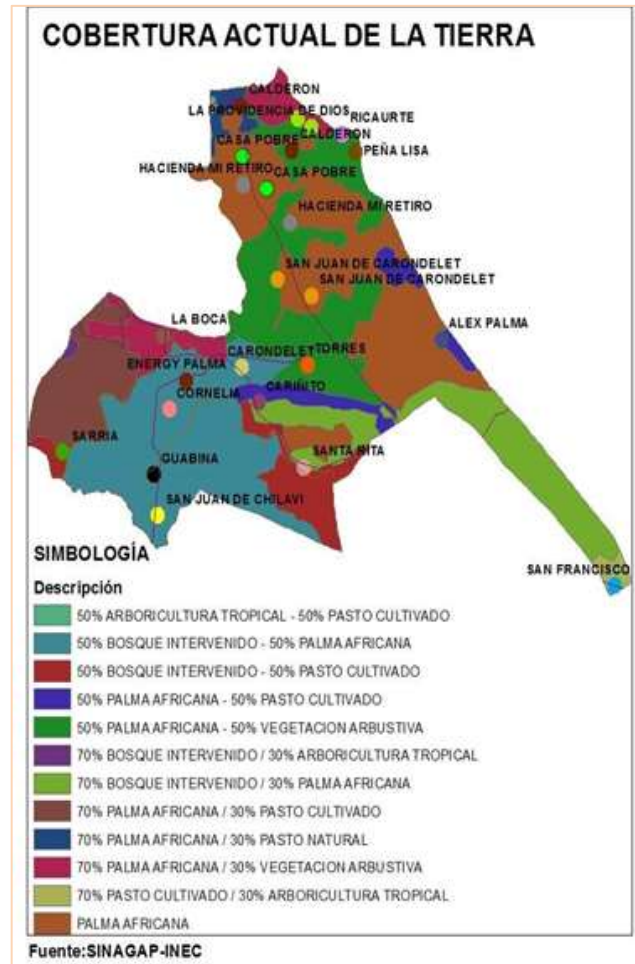 COBERTURA ACTUAL DE LA TIERRA
CALDERON
LA PROVIDENCIA DE DIOS
RICAURTE
CASA POBRE
CALDERON
PEÑA LISA
HACIENDA MI RETIRO
CASA POBRE
HACIENDA MI RETIRO
SAN JUAN DE CARONDELET
SAN JUAN DE CARONDELET
LA BOCA
ALEX PALMA
CARONDELET
TORRES
ENERGY PALMA
CORNELIA
CARIÑITO
SARRIA
SANTA RITA
GUABINA
SAN JUAN DE CHILAVI
SIMBOLOGÍA
SAN FRANCISCO
Descripción
50% ARBORICULTURA TROPICAL - 50% PASTO CULTIVADO
50% BOSQUE INTERVENIDO - 50% PALMA AFRICANA
50% BOSQUE INTERVENIDO - 50% PASTO CULTIVADO
50% PALMA AFRICANA - 50% PASTO CULTIVADO
50% PALMA AFRICANA - 50% VEGETACION ARBUSTIVA
70% BOSQUE INTERVENIDO / 30% ARBORICULTURA TROPICAL
70% BOSQUE INTERVENIDO / 30% PALMA AFRICANA
70% PALMA AFRICANA / 30% PASTO CULTIVADO
70% PALMA AFRICANA / 30% PASTO NATURAL
70% PALMA AFRICANA / 30% VEGETACION ARBUSTIVA
70% PASTO CULTIVADO / 30% ARBORICULTURA TROPICAL
PALMA AFRICANA
Fuente:SINAGAP-INEC